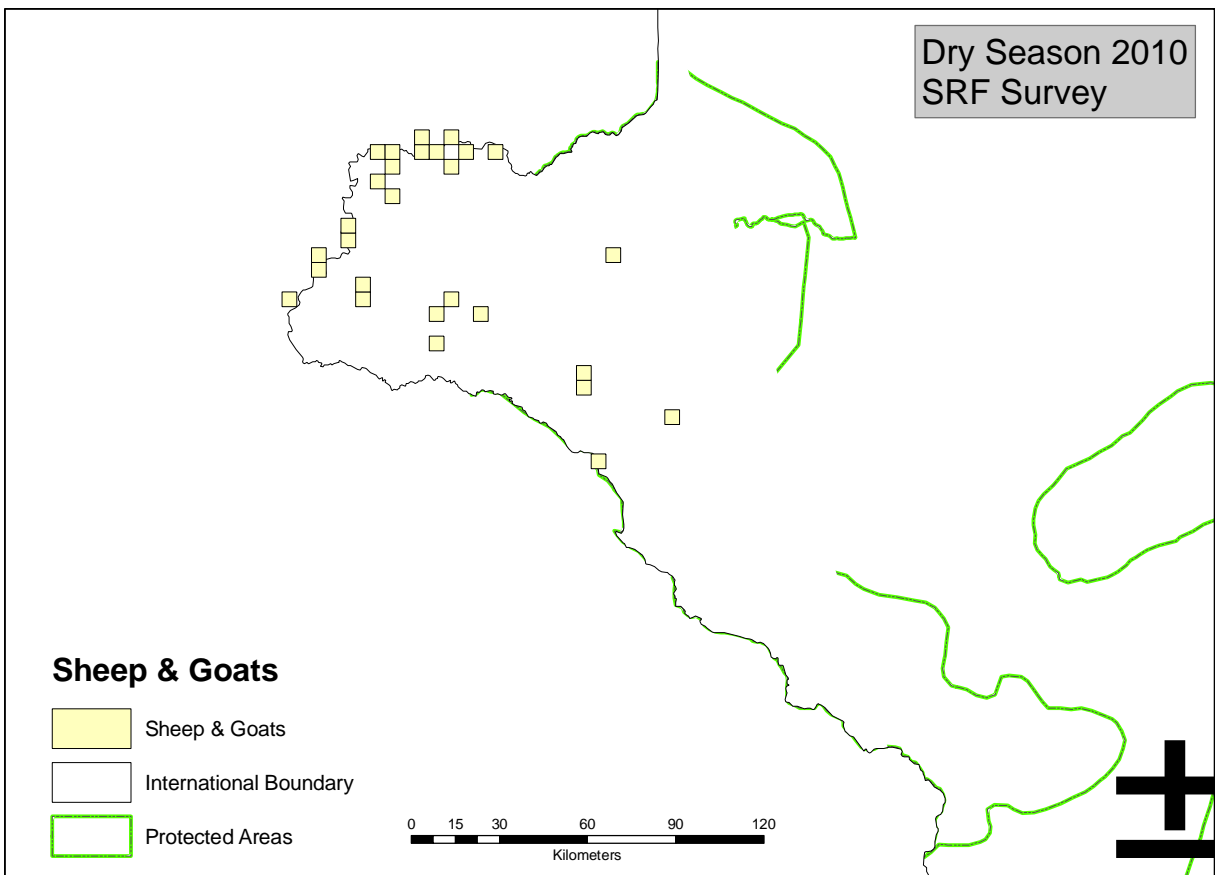 Dry Season 2010
SRF Survey
Sheep & Goats
Sheep & Goats
International Boundary
Protected Areas
0 15 30 60 90 120
Kilometers